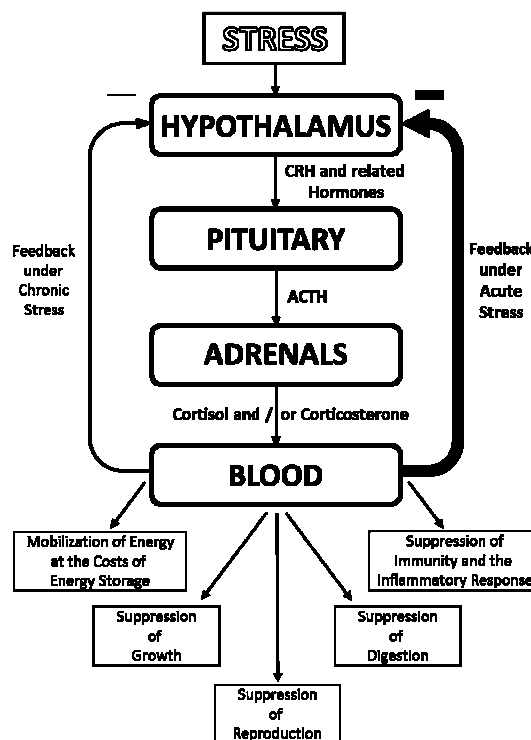 STRESS
HYPOTHALAMUS
CRH and related
Hormones
PITUITARY
Feedback
under
Chronic
Stress
Feedback
under
Acute
Stress
ACTH
ADRENALS
Cortisol and / or Corticosterone
BLOOD
Mobilization of Energy
at the Costs of
Energy Storage
Suppression of
Immunity and the
Inflammatory Response
Suppression
of
Growth
Suppression
of
Digestion
Suppression
of
Reproduction